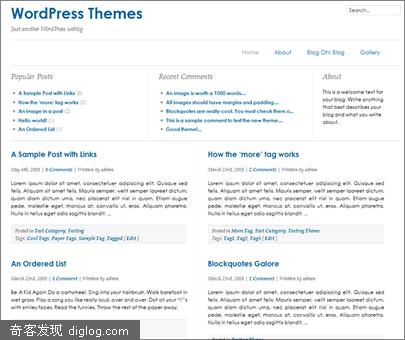 WordPress Themes
Search...
Just another WordPress weblog
Home About Blog Oh! Blog Gallery
Popular Posts
A Sample Post with Links (8)
How the 'more' tag works (2)
An image in a post (2)
Hello world! (1)
An Ordered List (1)
Recent Comments
An image is worth a 1000 words...
All images should have margins and padding...
Blockquotes are really cool. You must check them o...
This is a sample comment to test the new theme....
Good theme!...
About
This is a welcome text
for your blog. Write
anything that best
describes your blog
and what you write
about.
A Sample Post with Links
May 4th, 2008 | 8 Comments | Written by admin
Lorem ipsum dolor sit amet, consectetuer adipiscing elit. Quisque sed
felis. Aliquam sit amet felis. Mauris semper, velit semper laoreet
dictum, quam diam dictum urna, nec placerat elit. Etiam augue
pede, molestie eget, rhoncus at, convallis ut, eros. Aliquam pharetra.
Nulla in tellus eget odio sagittis blandit. ...
Posted in Test Category, Testing
Tags: Cool Tags, Paper Tags, Sample Tag, Tagged [ Edit ]
How the 'more' tag works
March 23rd, 2008 | 2 Comments | Written by admin
Lorem ipsum dolor sit amet, consectetuer adipiscing elit. Quisque sed
felis. Aliquam sit amet felis. Mauris semper, velit semper laoreet
dictum, quam diam dictum urna, nec placerat elit. Etiam augue
pede, molestie eget, rhoncus at, convallis ut, eros. Aliquam pharetra.
Nulla in tellus eget odio sagittis blandit. ...
Posted in More Tag, Test Category, Testing Theme
Tags: Tag1, Tag2, Tag3 [ Edit ]
An Ordered List
March 23rd, 2008 | 1 Comment | Written by admin
Be A Kid Again Do a cartwheel. Sing into your hairbrush. Walk barefoot in
wet grass. Play a song you like really loud, over and over. Dot all your "i"'s
with smiley faces. Read the funnies. Throw the rest of the paper away.
Blockquotes Galore
March 23rd, 2008 | 1 Comment | Written by admin
Lorem ipsum dolor sit amet, consectetuer adipiscing elit. Quisque sed
felis. Aliquam sit amet felis. Mauris semper, velit semper laoreet
dictum, quam diam dictum urna, nec placerat elit. Etiam augue
pede, molestie eget, rhoncus at, convallis ut, eros. Aliquam pharetra.
Nulla in tellus eget odio sagittis blandit. ...
奇客发现 diglog.com